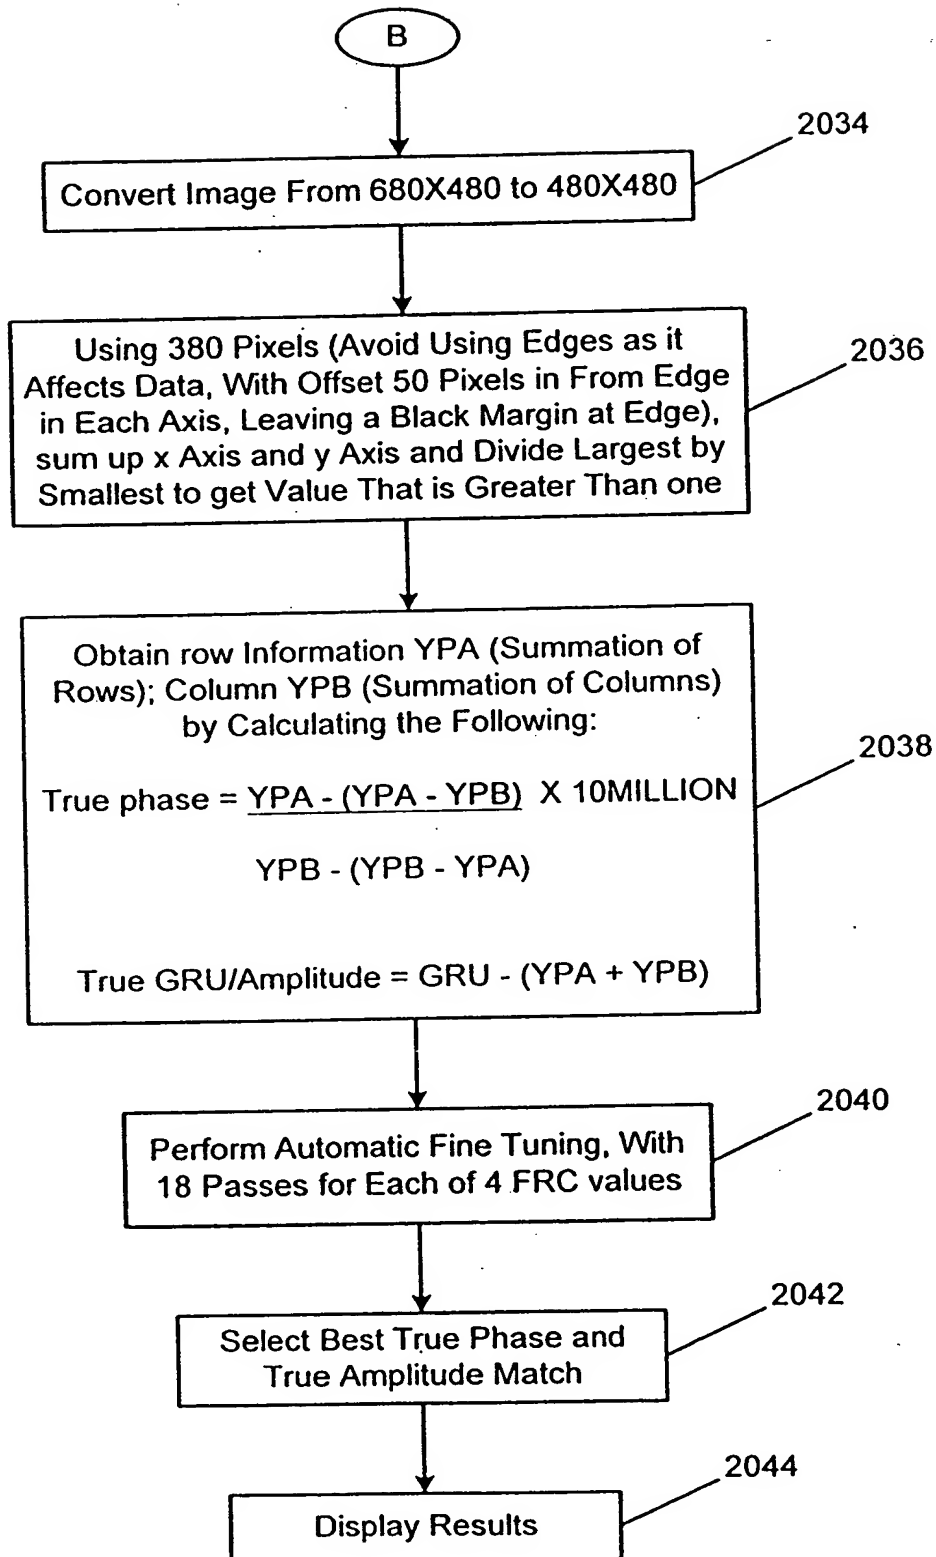 B
2034
Convert Image From 680X480 to 480X480
2036
Using 380 Pixels (Avoid Using Edges as it
Affects Data, With Offset 50 Pixels in From Edge
in Each Axis, Leaving a Black Margin at Edge),
sum up x Axis and y Axis and Divide Largest by
Smallest to get Value That is Greater Than one
2038
Obtain row Information YPA (Summation of
Rows); Column YPB (Summation of Columns)
by Calculating the Following:
True phase = YPA - (YPA - YPB) X 10MILLION
YPB - (YPB - YPA)
True GRU/Amplitude = GRU - (YPA + YPB)
2040
Perform Automatic Fine Tuning, With
18 Passes for Each of 4 FRC values
2042
Select Best True Phase and
True Amplitude Match
2044
Display Results